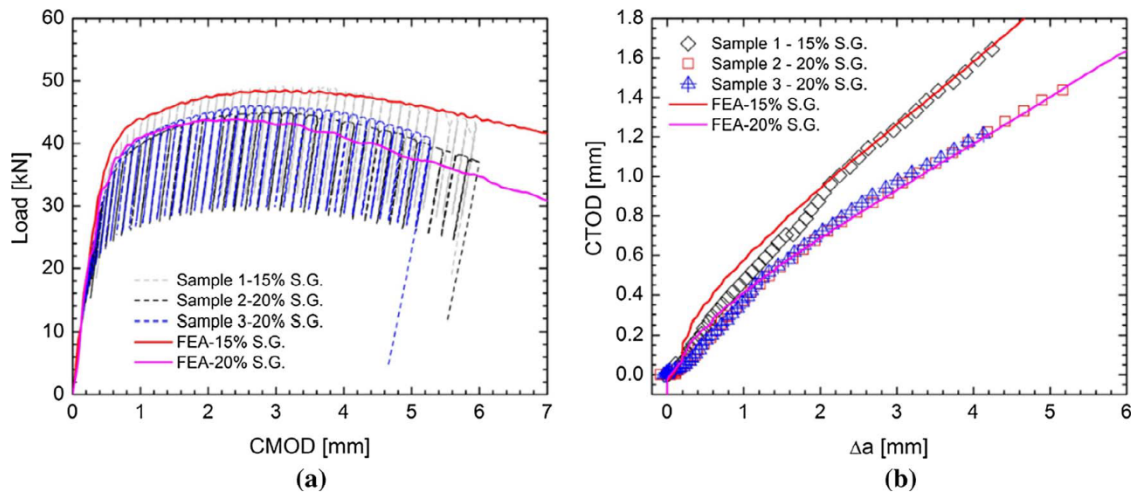 60
50
40
30
20
10
0
Load [kN]
Sample 1-15% S.G.
Sample 2-20% S.G.
Sample 3-20% S.G.
FEA-15% S.G.
FEA-20% S.G.
0 1 2 3 4 5 6 7
CMOD [mm]
(a)
1.8
1.6
1.4
1.2
1.0
0.8
0.6
0.4
0.2
0.0
CTOD [mm]
Sample 1 - 15% S.G.
Sample 2 - 20% S.G.
Sample 3 - 20% S.G.
FEA-15% S.G.
FEA-20% S.G.
0 1 2 3 4 5 6
Δa [mm]
(b)